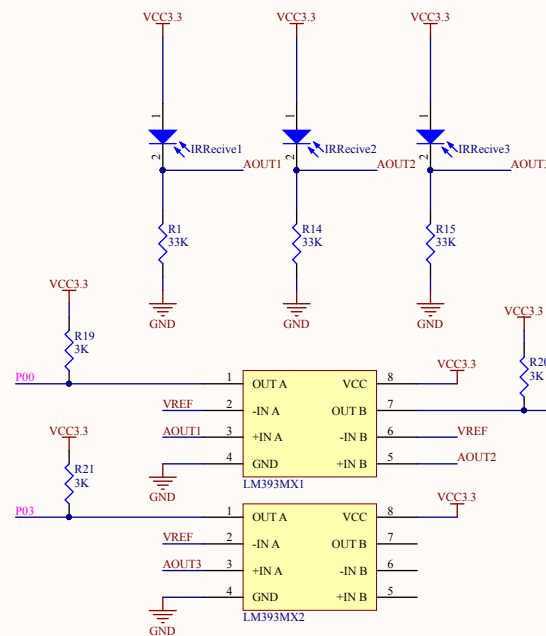 VCC3.3 VCC3.3 VCC3.3
1 1 1
IRRecive1 IRRecive2 IRRecive3
2 2 2
AOUT1 AOUT2 AOUT3
R1 R14 R15
33K 33K 33K
GND GND GND
VCC3.3 VCC3.3
R19 VCC3.3 R20
3K 3K
P00 1 OUT A VCC 8
VREF 2 -IN A OUT B 7
AOUT1 3 +IN A -IN B 6 VREF
VCC3.3
4 GND +IN B 5 AOUT2
R21
3K
GND
LM393MX1
VCC3.3
P03 1 OUT A VCC 8
VREF 2 -IN A OUT B 7
AOUT3 3 +IN A -IN B 6
4 GND +IN B 5
GND
LM393MX2